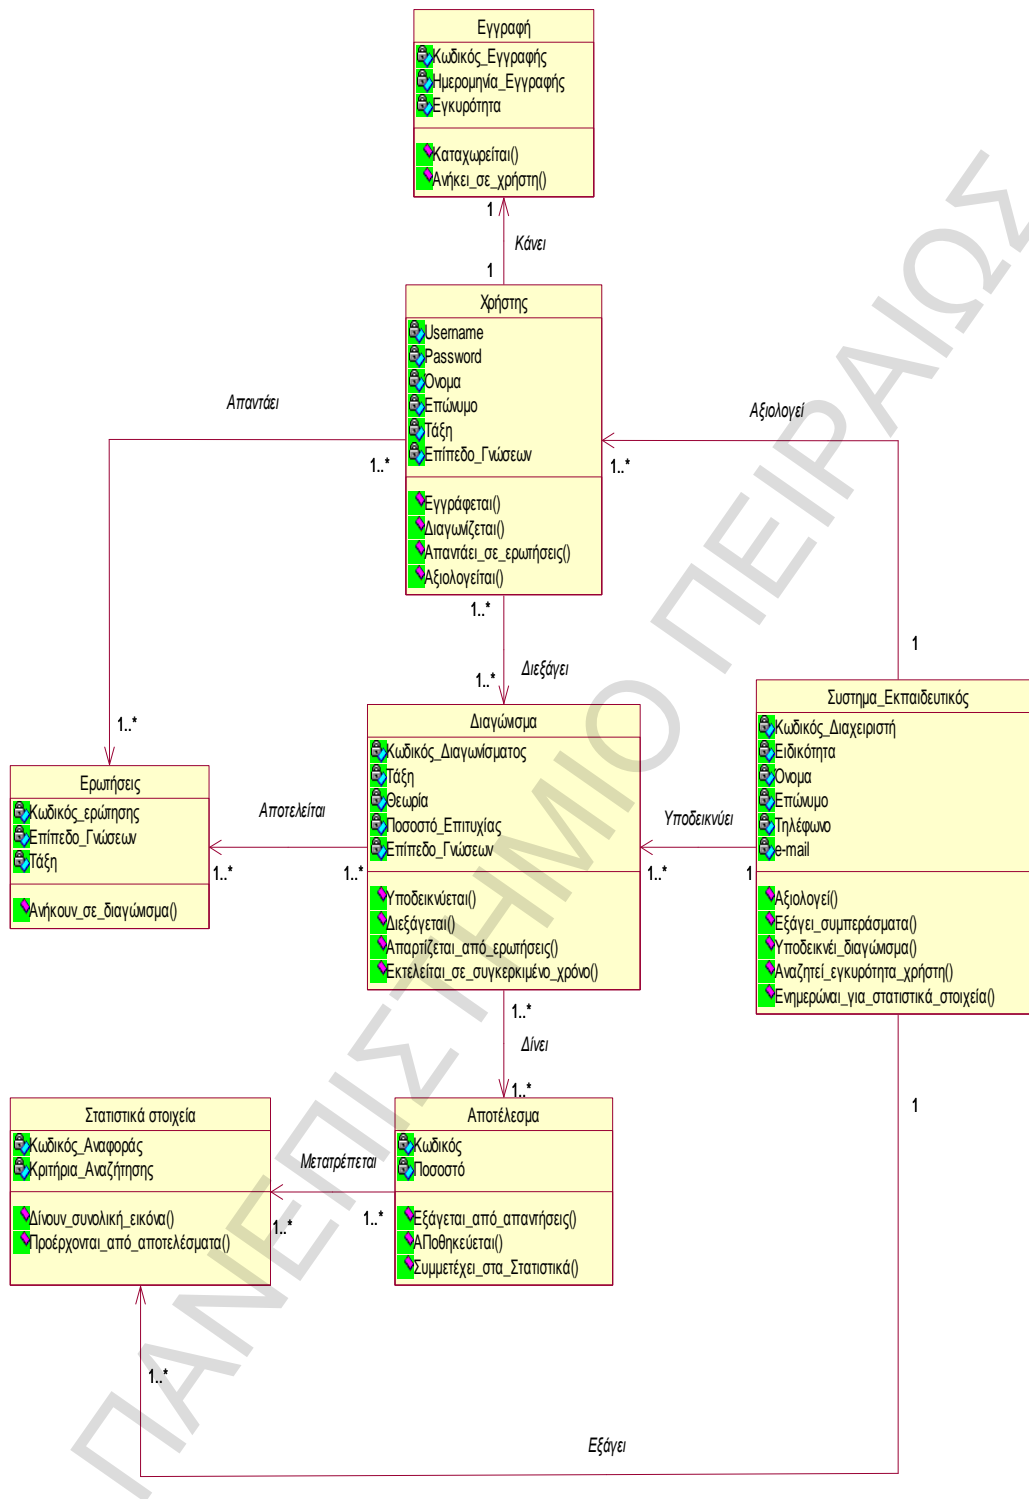 Εγγραφή
Κωδικός_Εγγραφής
Ημερομηνία_Εγγραφής
Εγκυρότητα
Καταχωρείται()
Ανήκει_σε_χρήστη()
1
Κάνει
1
Χρήστης
Username
Password
Όνομα
Επώνυμο
Τάξη
Επίπεδο_Γνώσεων
Εγγράφεται()
Διαγωνίζεται()
Απαντάει_σε_ερωτήσεις()
Αξιολογείται()
Απαντάει
1..*
1..*
Αξιολογεί
1..*
1
1..*
Διεξάγει
1..*
Διαγώνισμα
Κωδικός_Διαγωνίσματος
Τάξη
Θεωρία
Ποσοστό_Επιτυχίας
Επίπεδο_Γνώσεων
Υποδεικνύεται()
Διεξάγεται()
Απαρτίζεται_από_ερωτήσεις()
Εκτελείται_σε_συγκερκιμένο_χρόνο()
Συστημα_Εκπαιδευτικός
Κωδικός_Διαχειριστή
Ειδικότητα
Όνομα
Επώνυμο
Τηλέφωνο
e-mail
Αξιολογεί()
Εξάγει_συμπεράσματα()
Υποδεικνέι_διαγώνισμα()
Αναζητεί_εγκυρότητα_χρήστη()
Ενημερώναι_για_στατιστικά_στοιχεία()
Ερωτήσεις
Κωδικός_ερώτησης
Επίπεδο_Γνώσεων
Τάξη
Ανήκουν_σε_διαγώνισμα()
Αποτελείται
1..*
1..*
Υποδεικνύει
1..*
1
1..*
Δίνει
1..*
Στατιστικά στοιχεία
Κωδικός_Αναφοράς
Κριτήρια_Αναζήτησης
Δίνουν_συνολική_εικόνα()
Προέρχονται_από_αποτελέσματα()
Μετατρέπεται
1..*
1..*
Αποτέλεσμα
Κωδικός
Ποσοστό
Εξάγεται_από_απαντήσεις()
ΑΠοθηκεύεται()
Συμμετέχει_στα_Στατιστικά()
1
1..*
Εξάγει
ΠΑΝΕΠΙΣΤΗΜΙΟ ΠΕΙΡΑΙΩΣ